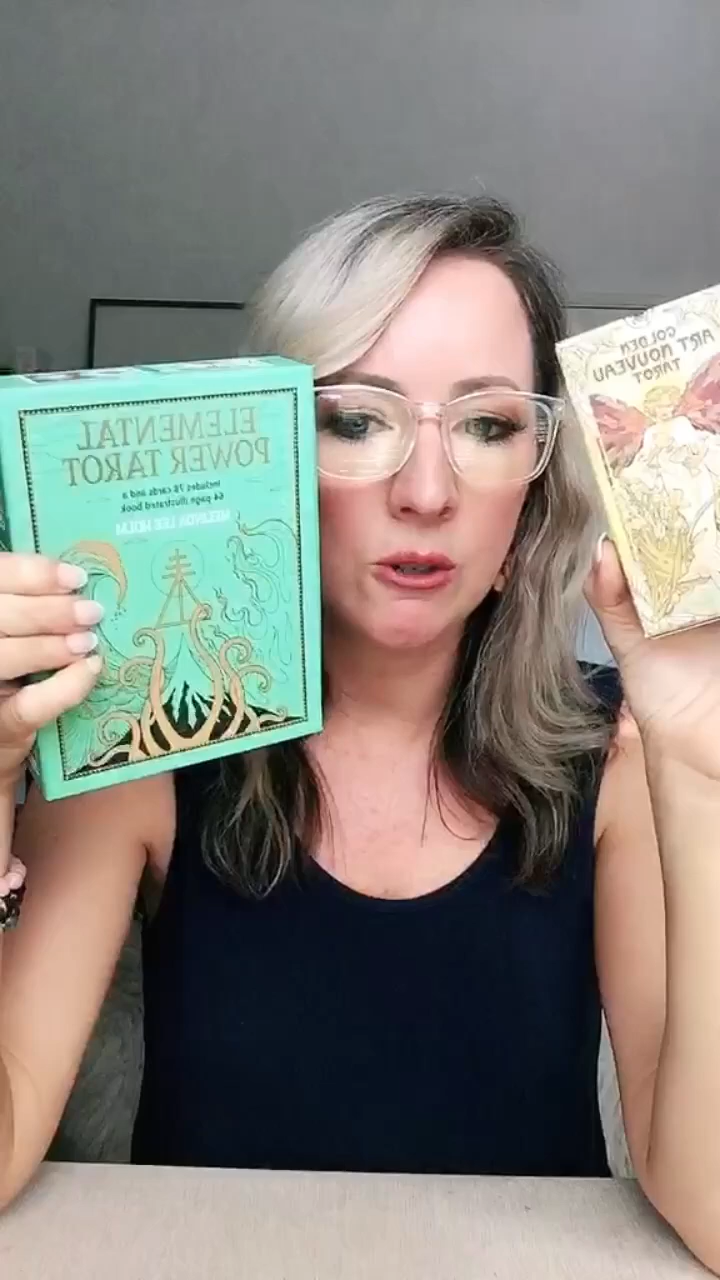 ELEMENTAL
POWER TAROT
Includes 78 cards and a
64-page illustrated book
MELINDA LEE HOLM
GOLDEN
ART NOUVEAU
TAROT